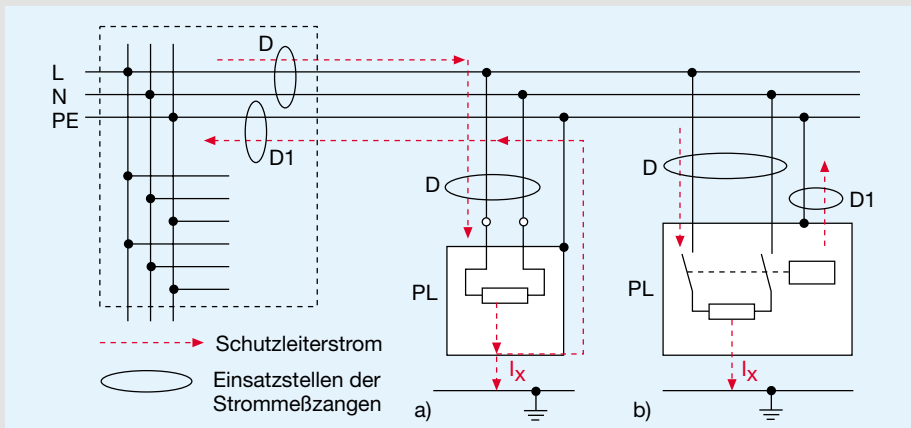 D
L
N
PE
D1
D
D
D1
PL
PL
Schutzleiterstrom
Einsatzstellen der
Strommeßzangen
IX
IX
a)
b)